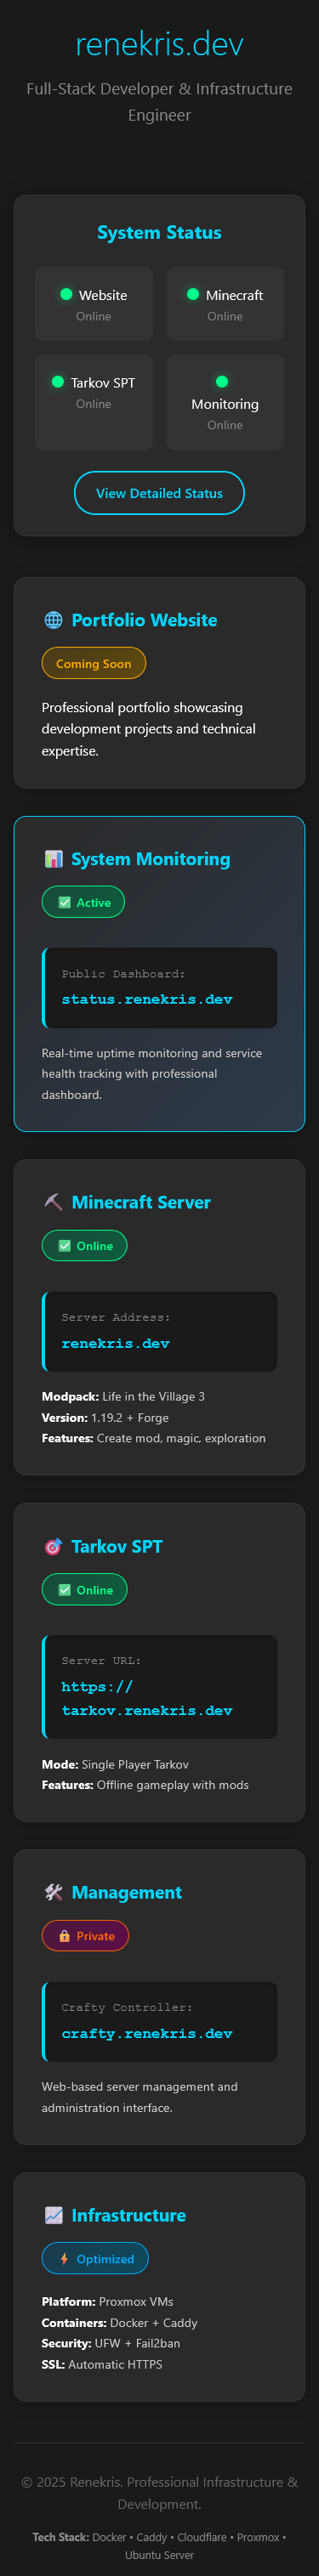 renekris.dev
Full-Stack Developer & Infrastructure
Engineer
System Status
Website
Online
Minecraft
Online
Tarkov SPT
Online
Monitoring
Online
View Detailed Status
Portfolio Website
Coming Soon
Professional portfolio showcasing
development projects and technical
expertise.
System Monitoring
Active
Public Dashboard:
status.renekris.dev
Real-time uptime monitoring and service
health tracking with professional
dashboard.
Minecraft Server
Online
Server Address:
renekris.dev
Modpack: Life in the Village 3
Version: 1.19.2 + Forge
Features: Create mod, magic, exploration
Tarkov SPT
Online
Server URL:
https://
tarkov.renekris.dev
Mode: Single Player Tarkov
Features: Offline gameplay with mods
Management
Private
Crafty Controller:
crafty.renekris.dev
Web-based server management and
administration interface.
Infrastructure
Optimized
Platform: Proxmox VMs
Containers: Docker + Caddy
Security: UFW + Fail2ban
SSL: Automatic HTTPS
© 2025 Renekris. Professional Infrastructure &
Development.
Tech Stack: Docker • Caddy • Cloudflare • Proxmox •
Ubuntu Server